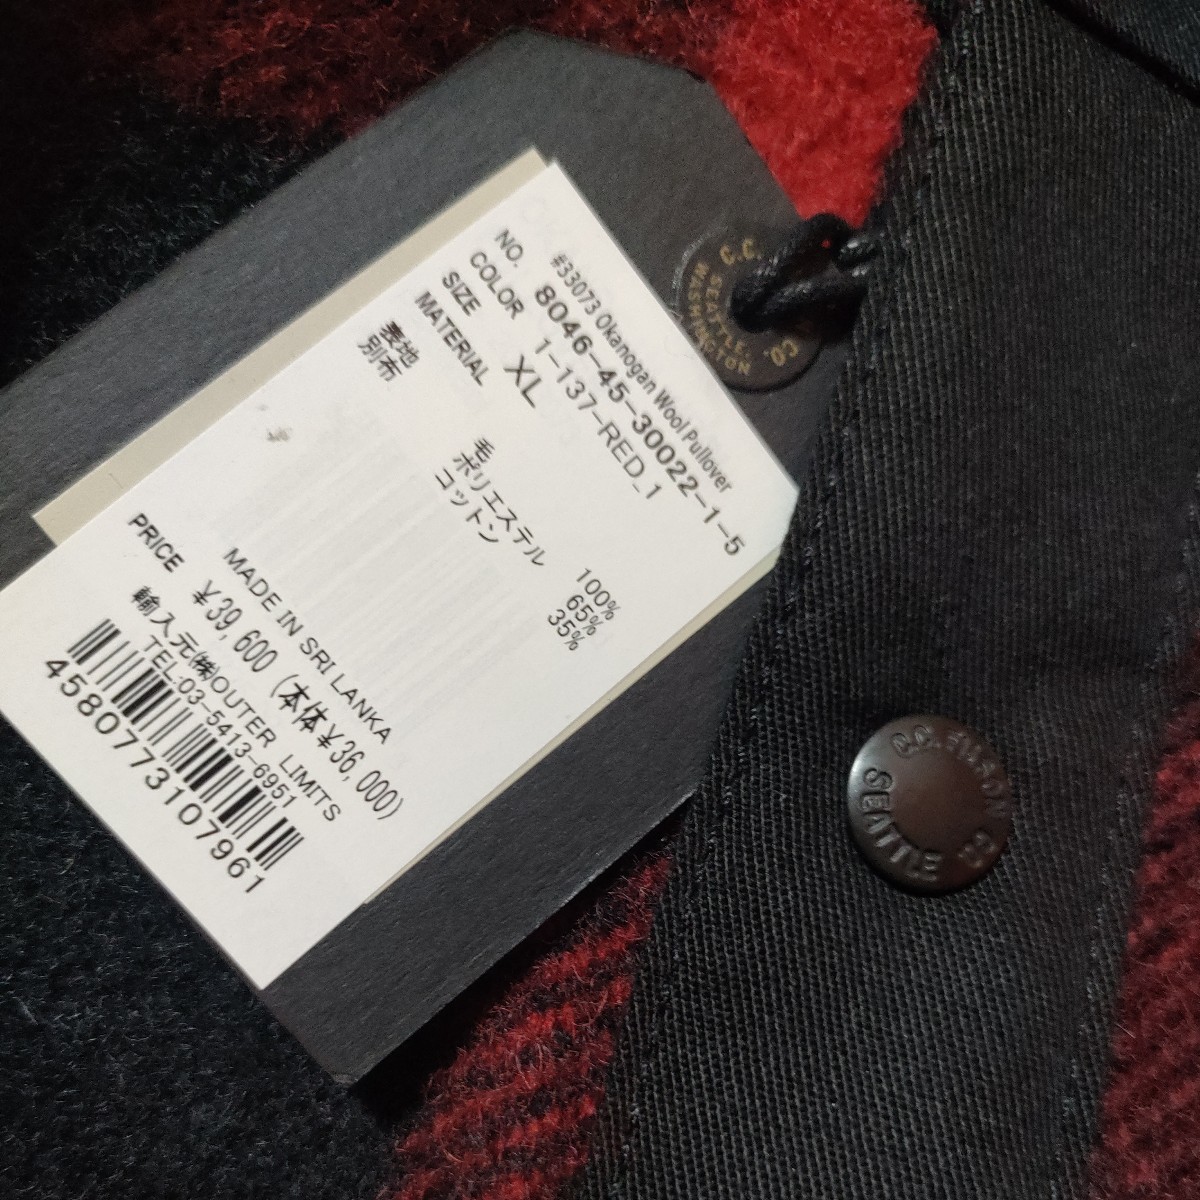 #33073 Okanogan Wool Pullover
NO. 8046-45-30022-1-5
COLOR 1-137-RED_1
SIZE XL
MATERIAL
表地 毛 100%
別布 ポリエステル 65%
コットン 35%
MADE IN SRI LANKA
PRICE ¥39,600 (本体¥36,000)
輸入元㈱OUTER LIMITS
TEL:03-5413-6951
4580773107961
C.C. CO.
SEATTLE,
WASHINGTON
C.C. FILSON CO.
SEATTLE